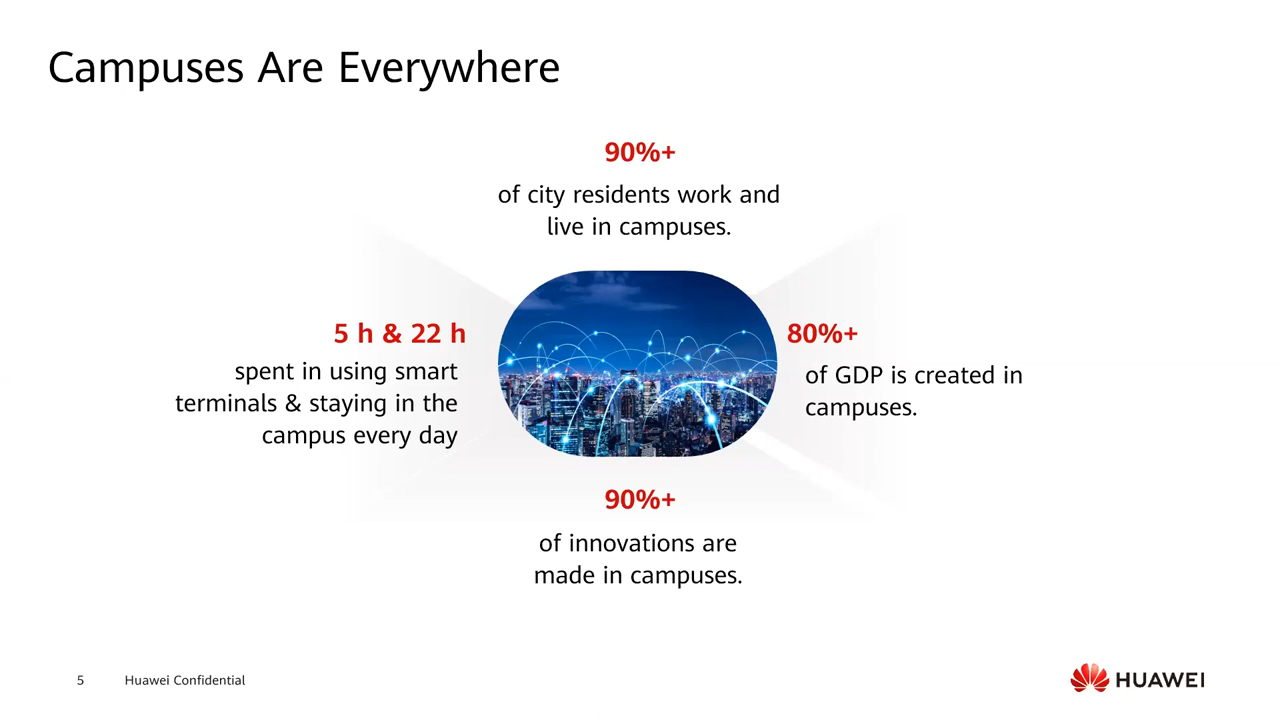 Campuses Are Everywhere
90%+
of city residents work and
live in campuses.
5 h & 22 h
spent in using smart
terminals & staying in the
campus every day
80%+
of GDP is created in
campuses.
90%+
of innovations are
made in campuses.
5
Huawei Confidential
HUAWEI